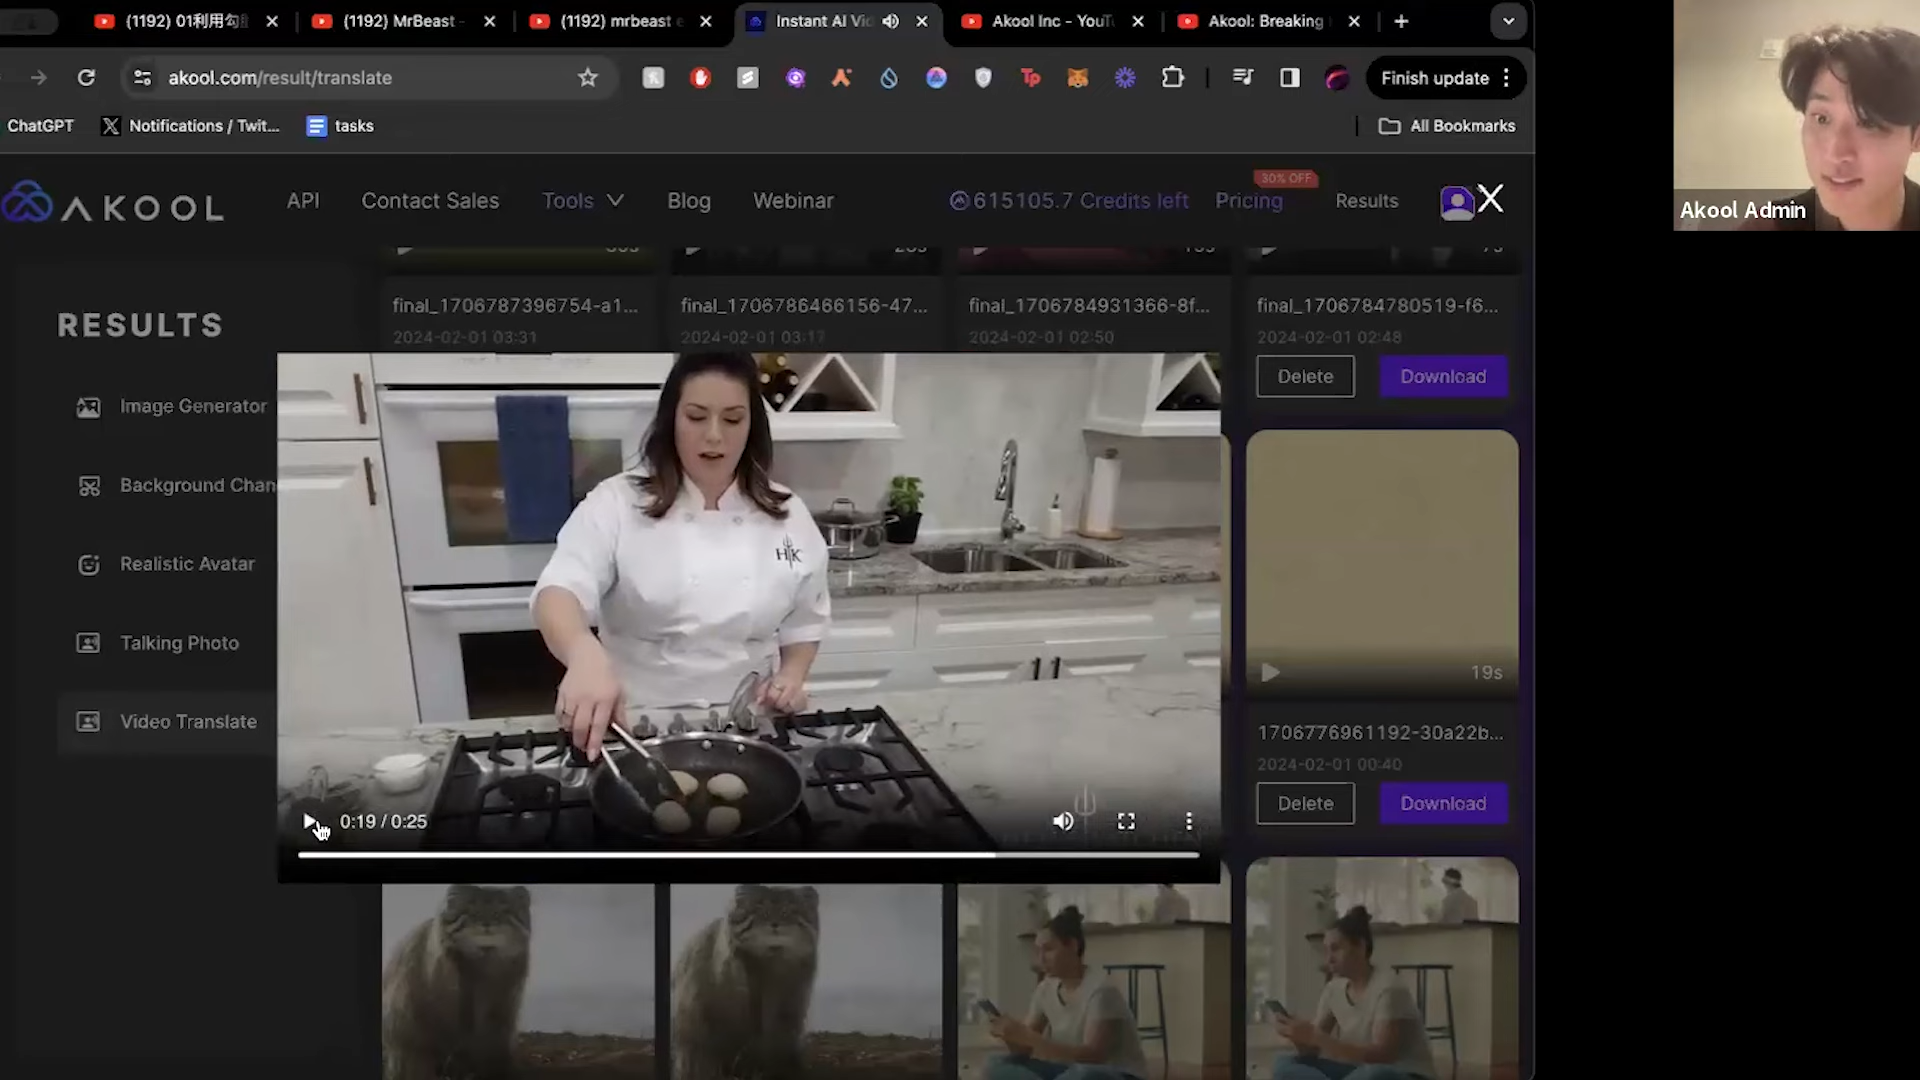 (1192) 01利用勾
(1192) MrBeast -
(1192) mrbeast e
Instant AI Vid
Akool Inc - YouTu
Akool: Breaking
akool.com/result/translate
Finish update
ChatGPT
Notifications / Twit...
tasks
All Bookmarks
AKOOL
API
Contact Sales
Tools
Blog
Webinar
615105.7 Credits left
Pricing
30% OFF
Results
Akool Admin
RESULTS
Image Generator
Background Chan
Realistic Avatar
Talking Photo
Video Translate
final_1706787396754-a1...
final_1706786466156-47...
final_1706784931366-8f...
final_1706784780519-f6...
2024-02-01 03:31
2024-02-01 03:17
2024-02-01 02:50
2024-02-01 02:48
Delete
Download
HK
0:19 / 0:25
19s
1706776961192-30a22b...
2024-02-01 00:40
Delete
Download